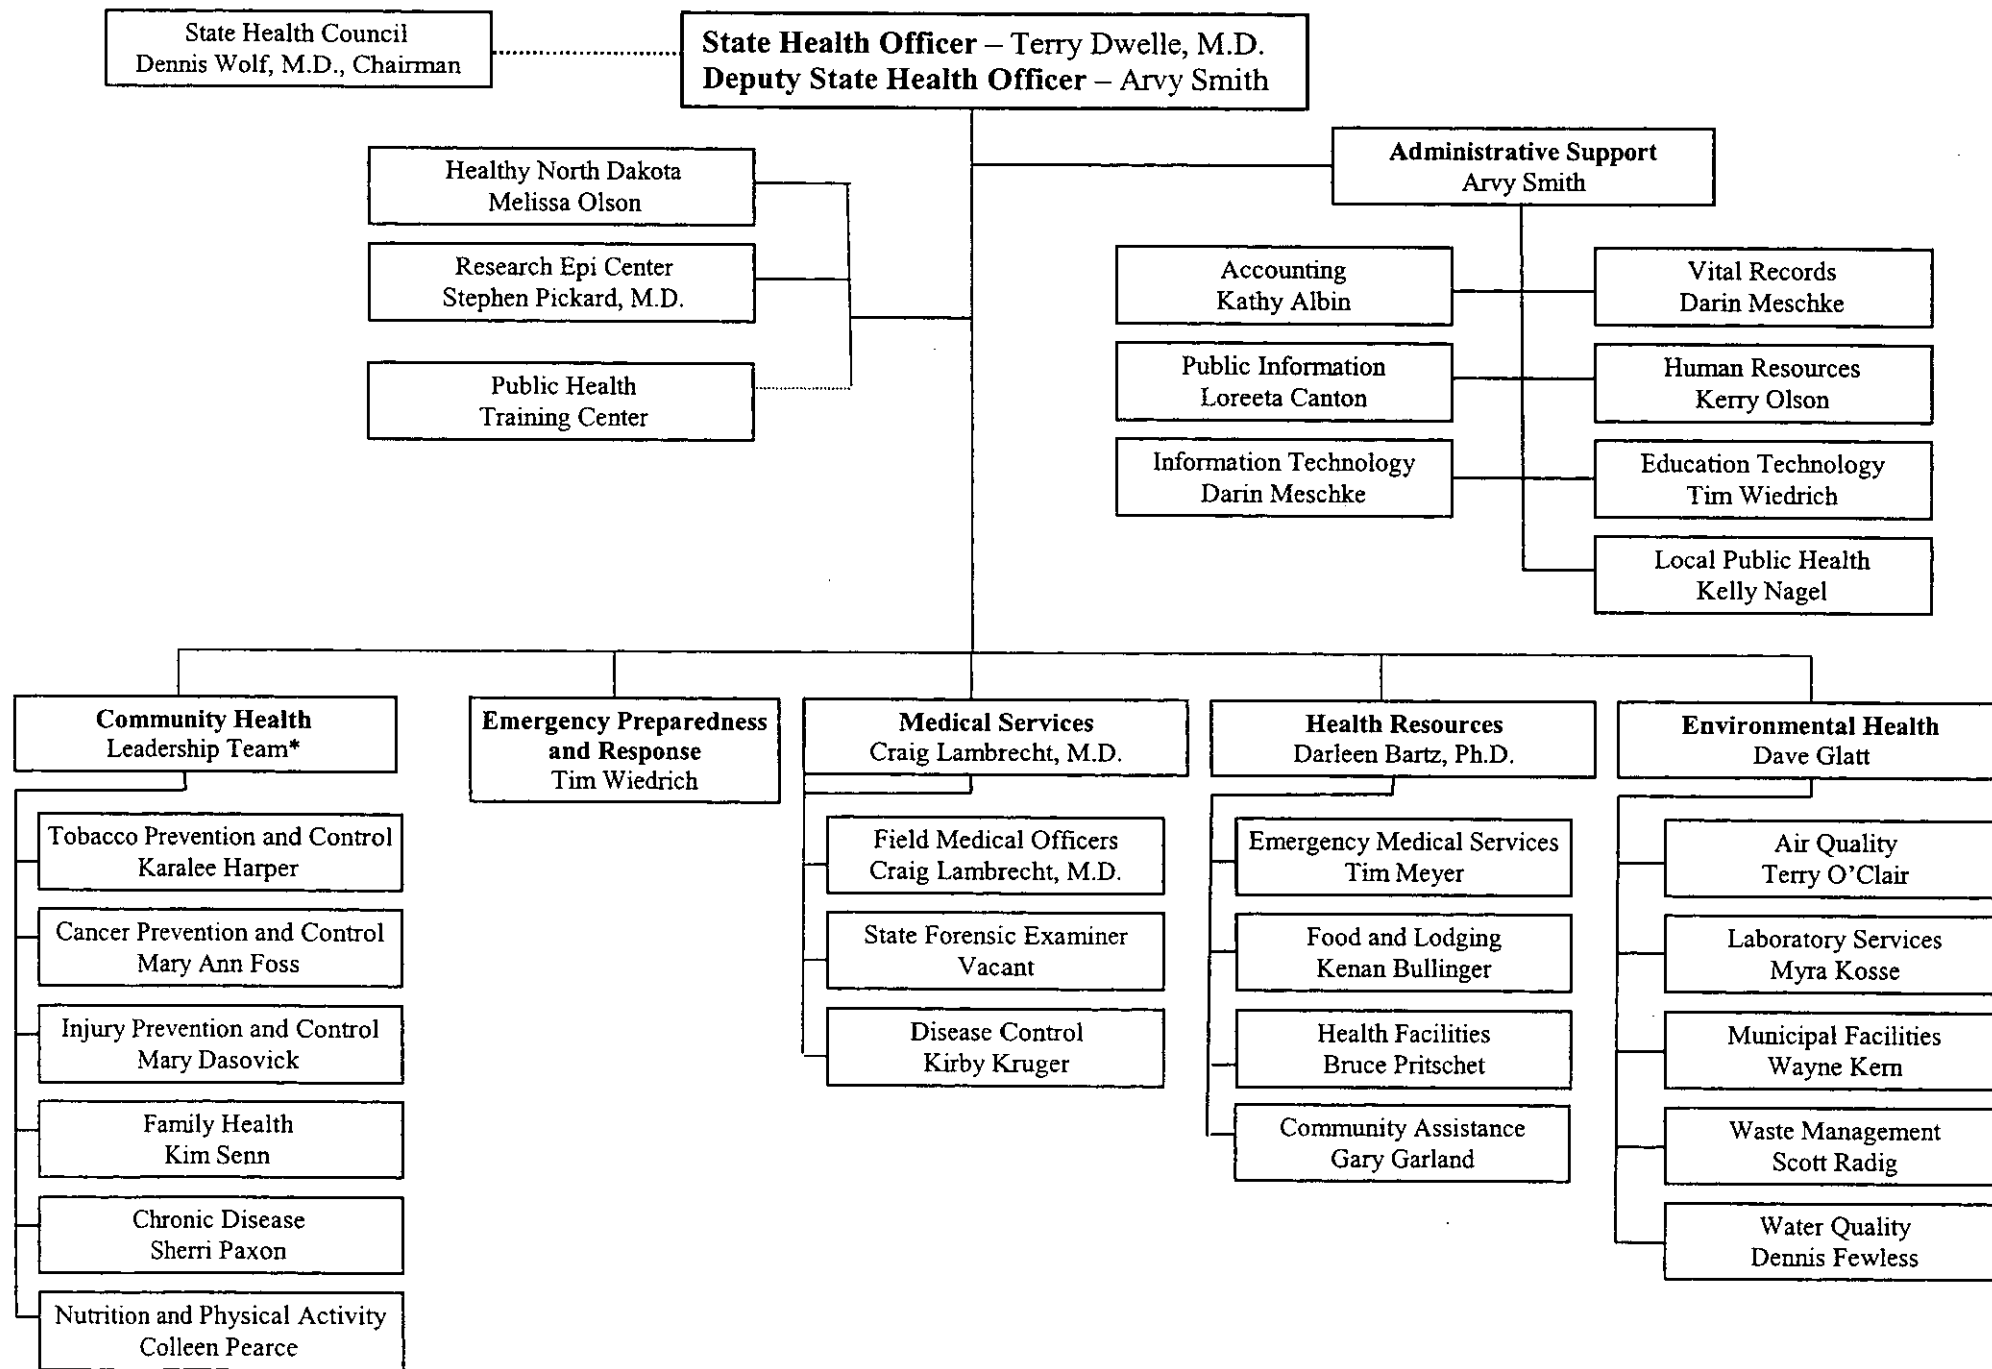 State Health Council
Dennis Wolf, M.D., Chairman
State Health Officer – Terry Dwelle, M.D.
Deputy State Health Officer – Arvy Smith
Healthy North Dakota
Melissa Olson
Research Epi Center
Stephen Pickard, M.D.
Public Health
Training Center
Administrative Support
Arvy Smith
Accounting
Kathy Albin
Vital Records
Darin Meschke
Public Information
Loreeta Canton
Human Resources
Kerry Olson
Information Technology
Darin Meschke
Education Technology
Tim Wiedrich
Local Public Health
Kelly Nagel
Community Health
Leadership Team*
Tobacco Prevention and Control
Karalee Harper
Cancer Prevention and Control
Mary Ann Foss
Injury Prevention and Control
Mary Dasovick
Family Health
Kim Senn
Chronic Disease
Sherri Paxon
Nutrition and Physical Activity
Colleen Pearce
Emergency Preparedness
and Response
Tim Wiedrich
Medical Services
Craig Lambrecht, M.D.
Field Medical Officers
Craig Lambrecht, M.D.
State Forensic Examiner
Vacant
Disease Control
Kirby Kruger
Health Resources
Darleen Bartz, Ph.D.
Emergency Medical Services
Tim Meyer
Food and Lodging
Kenan Bullinger
Health Facilities
Bruce Pritschet
Community Assistance
Gary Garland
Environmental Health
Dave Glatt
Air Quality
Terry O’Clair
Laboratory Services
Myra Kosse
Municipal Facilities
Wayne Kern
Waste Management
Scott Radig
Water Quality
Dennis Fewless